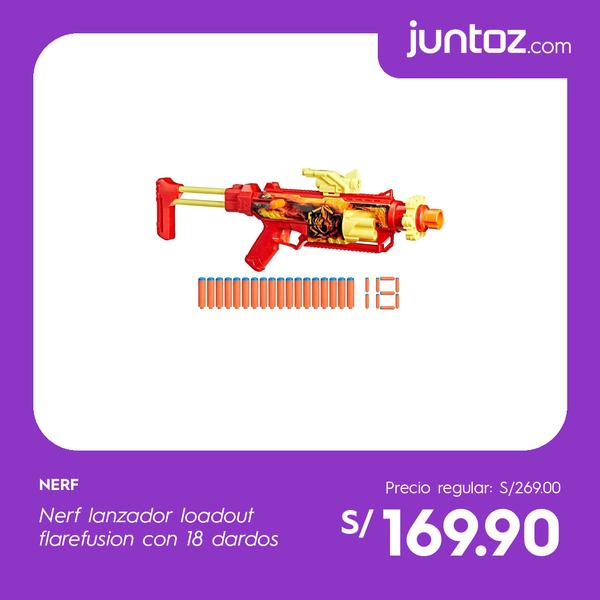 juntoz.com
18
NERF
Nerf lanzador loadout
flarefusion con 18 dardos
Precio regular: S/269.00
S/169.90